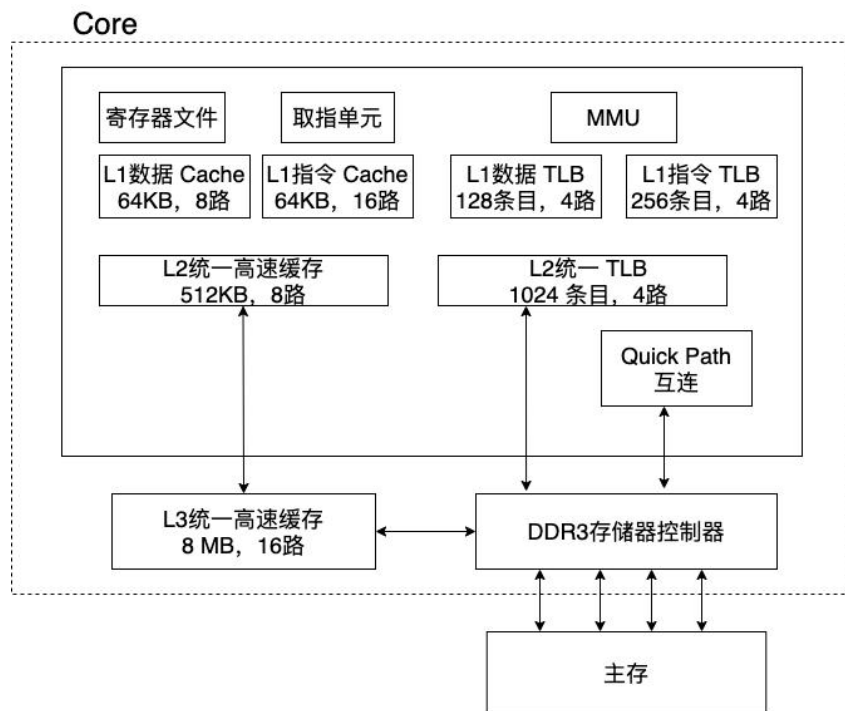 Core
寄存器文件
取指单元
MMU
L1数据 Cache
64KB，8路
L1指令 Cache
64KB，16路
L1数据 TLB
128条目，4路
L1指令 TLB
256条目，4路
L2统一高速缓存
512KB，8路
L2统一 TLB
1024 条目，4路
Quick Path
互连
L3统一高速缓存
8 MB，16路
DDR3存储器控制器
主存